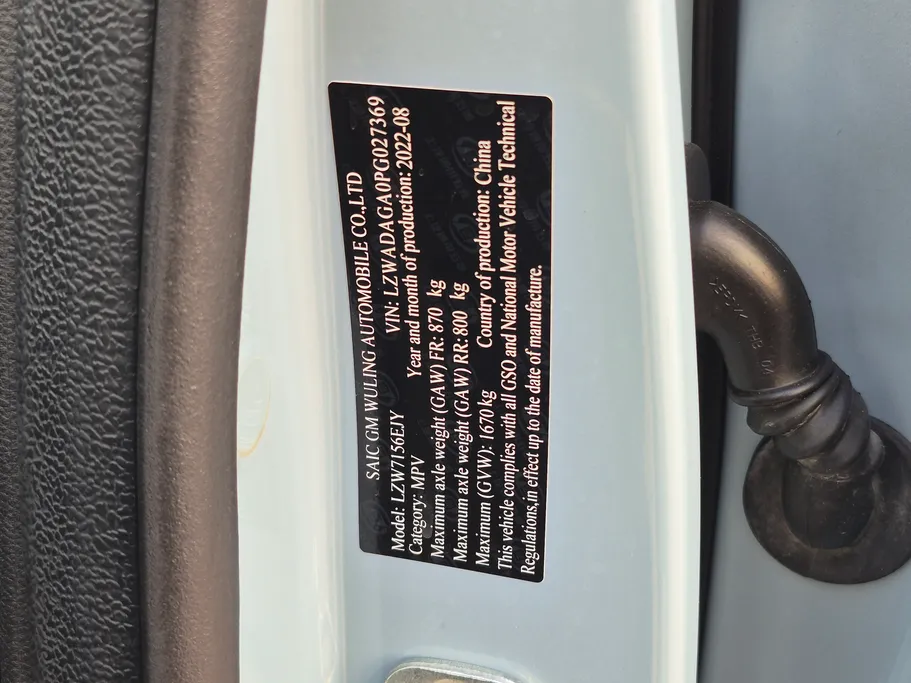 SAIC GM WULING AUTOMOBILE CO.,LTD
Model: LZW7156EJY VIN: LZWADAGA0PG027369
Category: MPV Year and month of production: 2022-08
Maximum axle weight (GAW) FR: 870 kg
Maximum axle weight (GAW) RR: 800 kg
Maximum (GVW): 1670 kg Country of production: China
This vehicle complies with all GSO and National Motor Vehicle Technical
Regulations,in effect up to the date of manufacture.